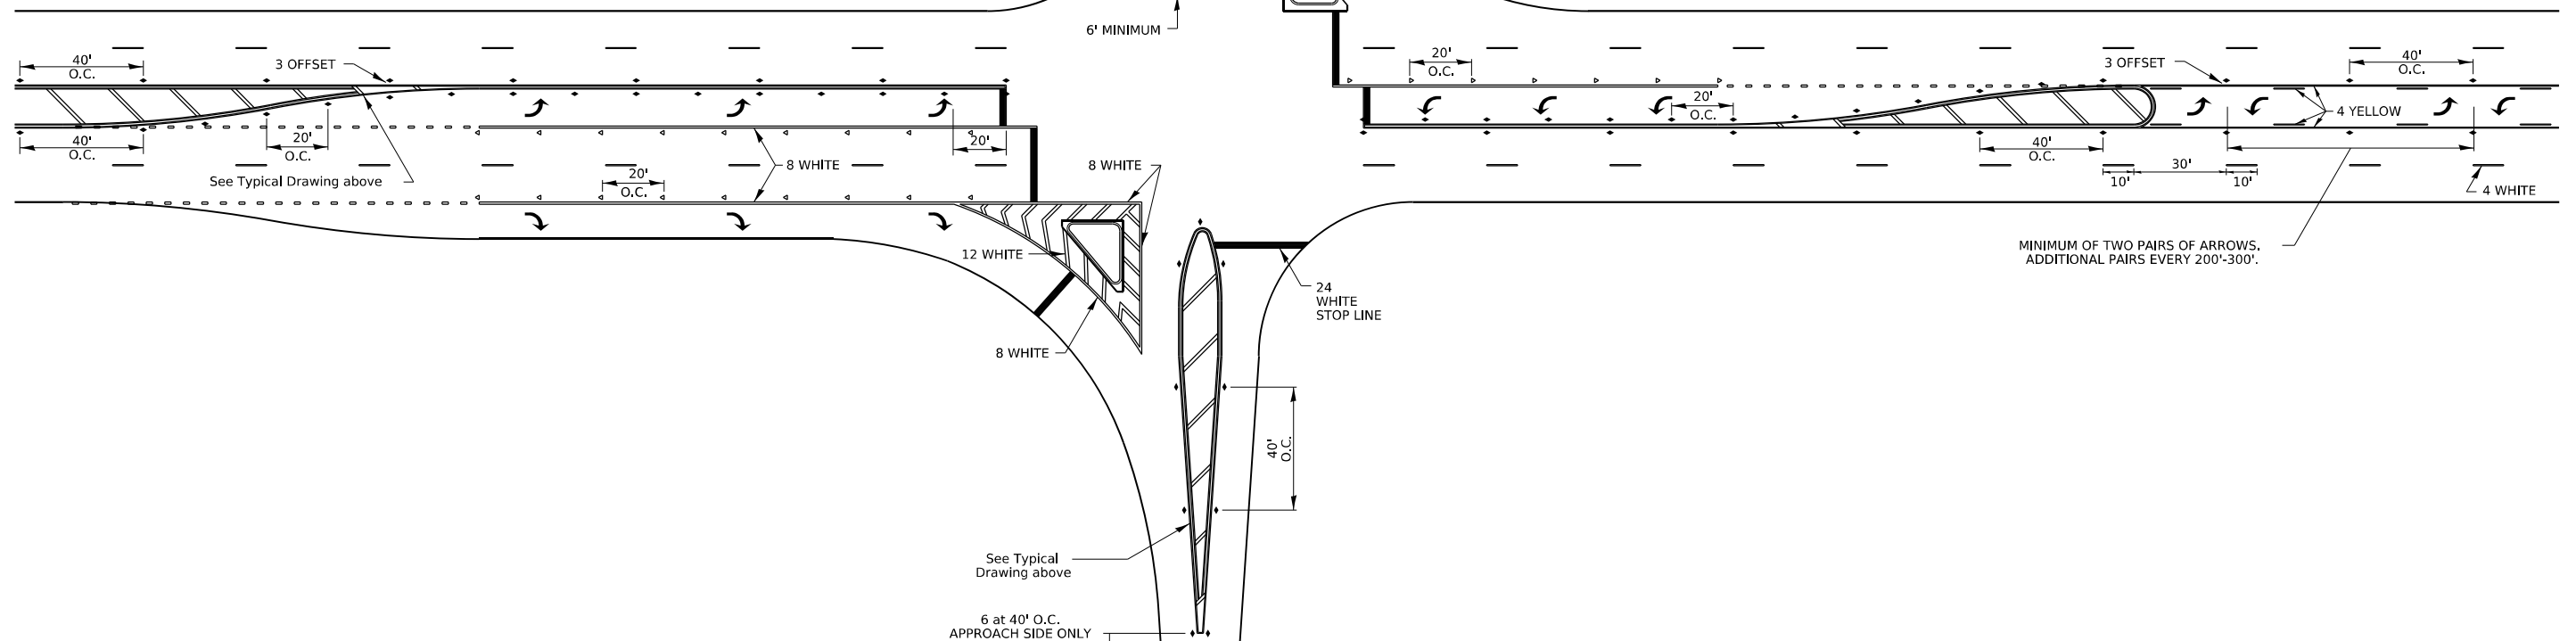 6' MINIMUM
40'
O.C.
3 OFFSET
20'
O.C.
3 OFFSET
40'
O.C.
20'
O.C.
4 YELLOW
40'
O.C.
20'
O.C.
20'
40'
O.C.
8 WHITE
8 WHITE
30'
10'
10'
See Typical Drawing above
20'
O.C.
4 WHITE
12 WHITE
MINIMUM OF TWO PAIRS OF ARROWS.
ADDITIONAL PAIRS EVERY 200'-300'.
24
WHITE
STOP LINE
8 WHITE
40'
O.C.
See Typical
Drawing above
6 at 40' O.C.
APPROACH SIDE ONLY